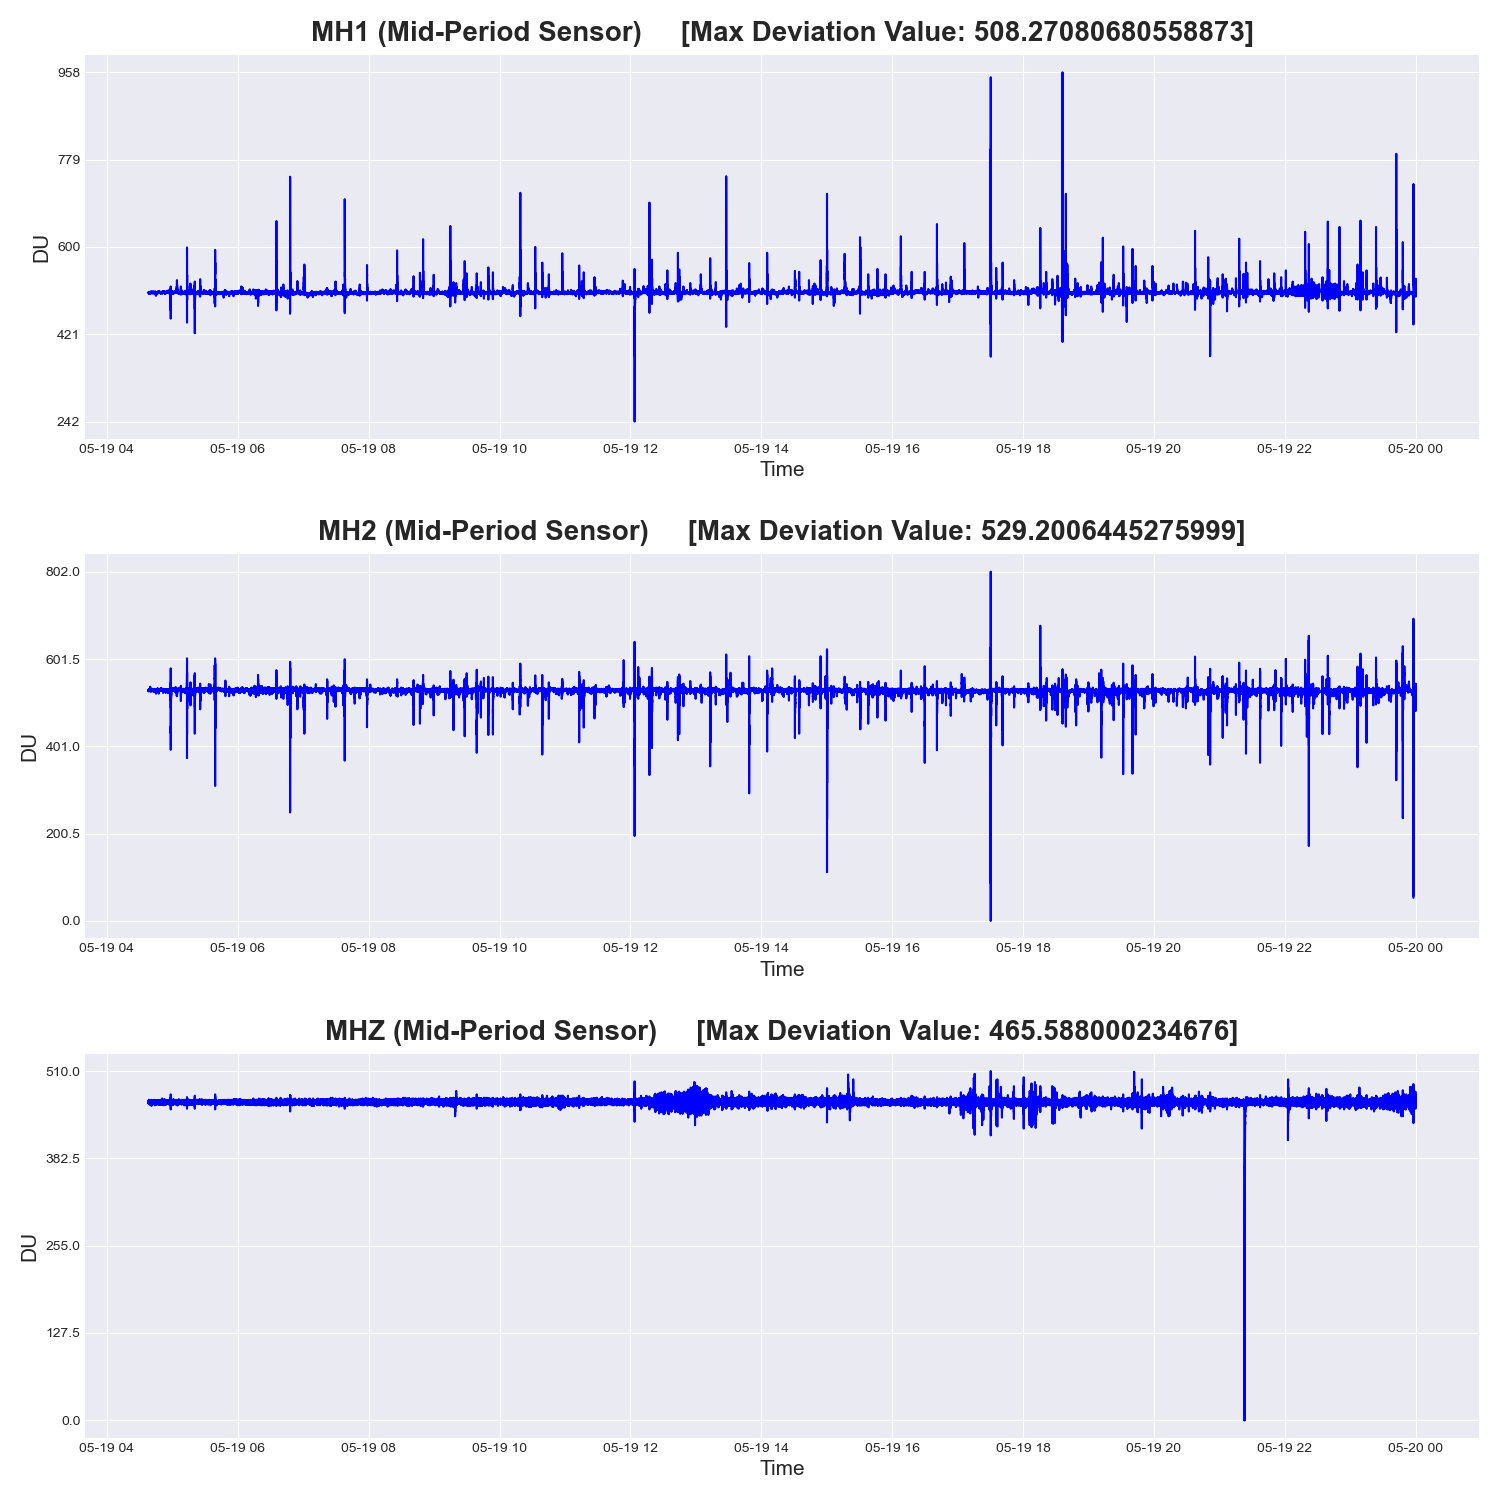 MH1 (Mid-Period Sensor) [Max Deviation Value: 508.27080680558873]
958
779
600
421
242
DU
05-19 04 05-19 06 05-19 08 05-19 10 05-19 12 05-19 14 05-19 16 05-19 18 05-19 20 05-19 22 05-20 00
Time
MH2 (Mid-Period Sensor) [Max Deviation Value: 529.2006445275999]
802.0
601.5
401.0
200.5
0.0
DU
05-19 04 05-19 06 05-19 08 05-19 10 05-19 12 05-19 14 05-19 16 05-19 18 05-19 20 05-19 22 05-20 00
Time
MHZ (Mid-Period Sensor) [Max Deviation Value: 465.588000234676]
510.0
382.5
255.0
127.5
0.0
DU
05-19 04 05-19 06 05-19 08 05-19 10 05-19 12 05-19 14 05-19 16 05-19 18 05-19 20 05-19 22 05-20 00
Time